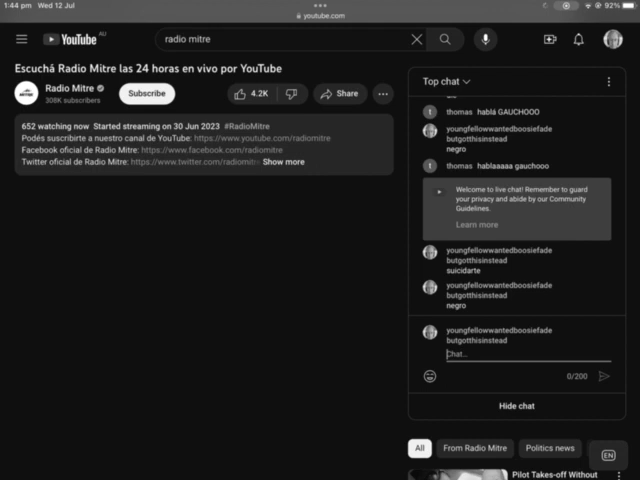 1:44 pm Wed 12 Jul
92%
youtube.com
YouTube AU
radio mitre
Escuchá Radio Mitre las 24 horas en vivo por YouTube
MITRE
Radio Mitre
308K subscribers
Subscribe
4.2K
Share
652 watching now Started streaming on 30 Jun 2023 #RadioMitre
Podés suscribirte a nuestro canal de YouTube: https://www.youtube.com/radiomitre
Facebook oficial de Radio Mitre: https://www.facebook.com/radiomitre
Twitter oficial de Radio Mitre: https://www.twitter.com/radiomitre Show more
Top chat
t thomas hablá GAUCHOOO
youngfellowwantedboosiefade
butgotthisinstead
negro
t thomas hablaaaaa gauchooo
Welcome to live chat! Remember to guard
your privacy and abide by our Community
Guidelines.
Learn more
youngfellowwantedboosiefade
butgotthisinstead
suicidarte
youngfellowwantedboosiefade
butgotthisinstead
negro
youngfellowwantedboosiefade
butgotthisinstead
Chat...
0/200
Hide chat
All
From Radio Mitre
Politics news
EN
Pilot Takes-off Without